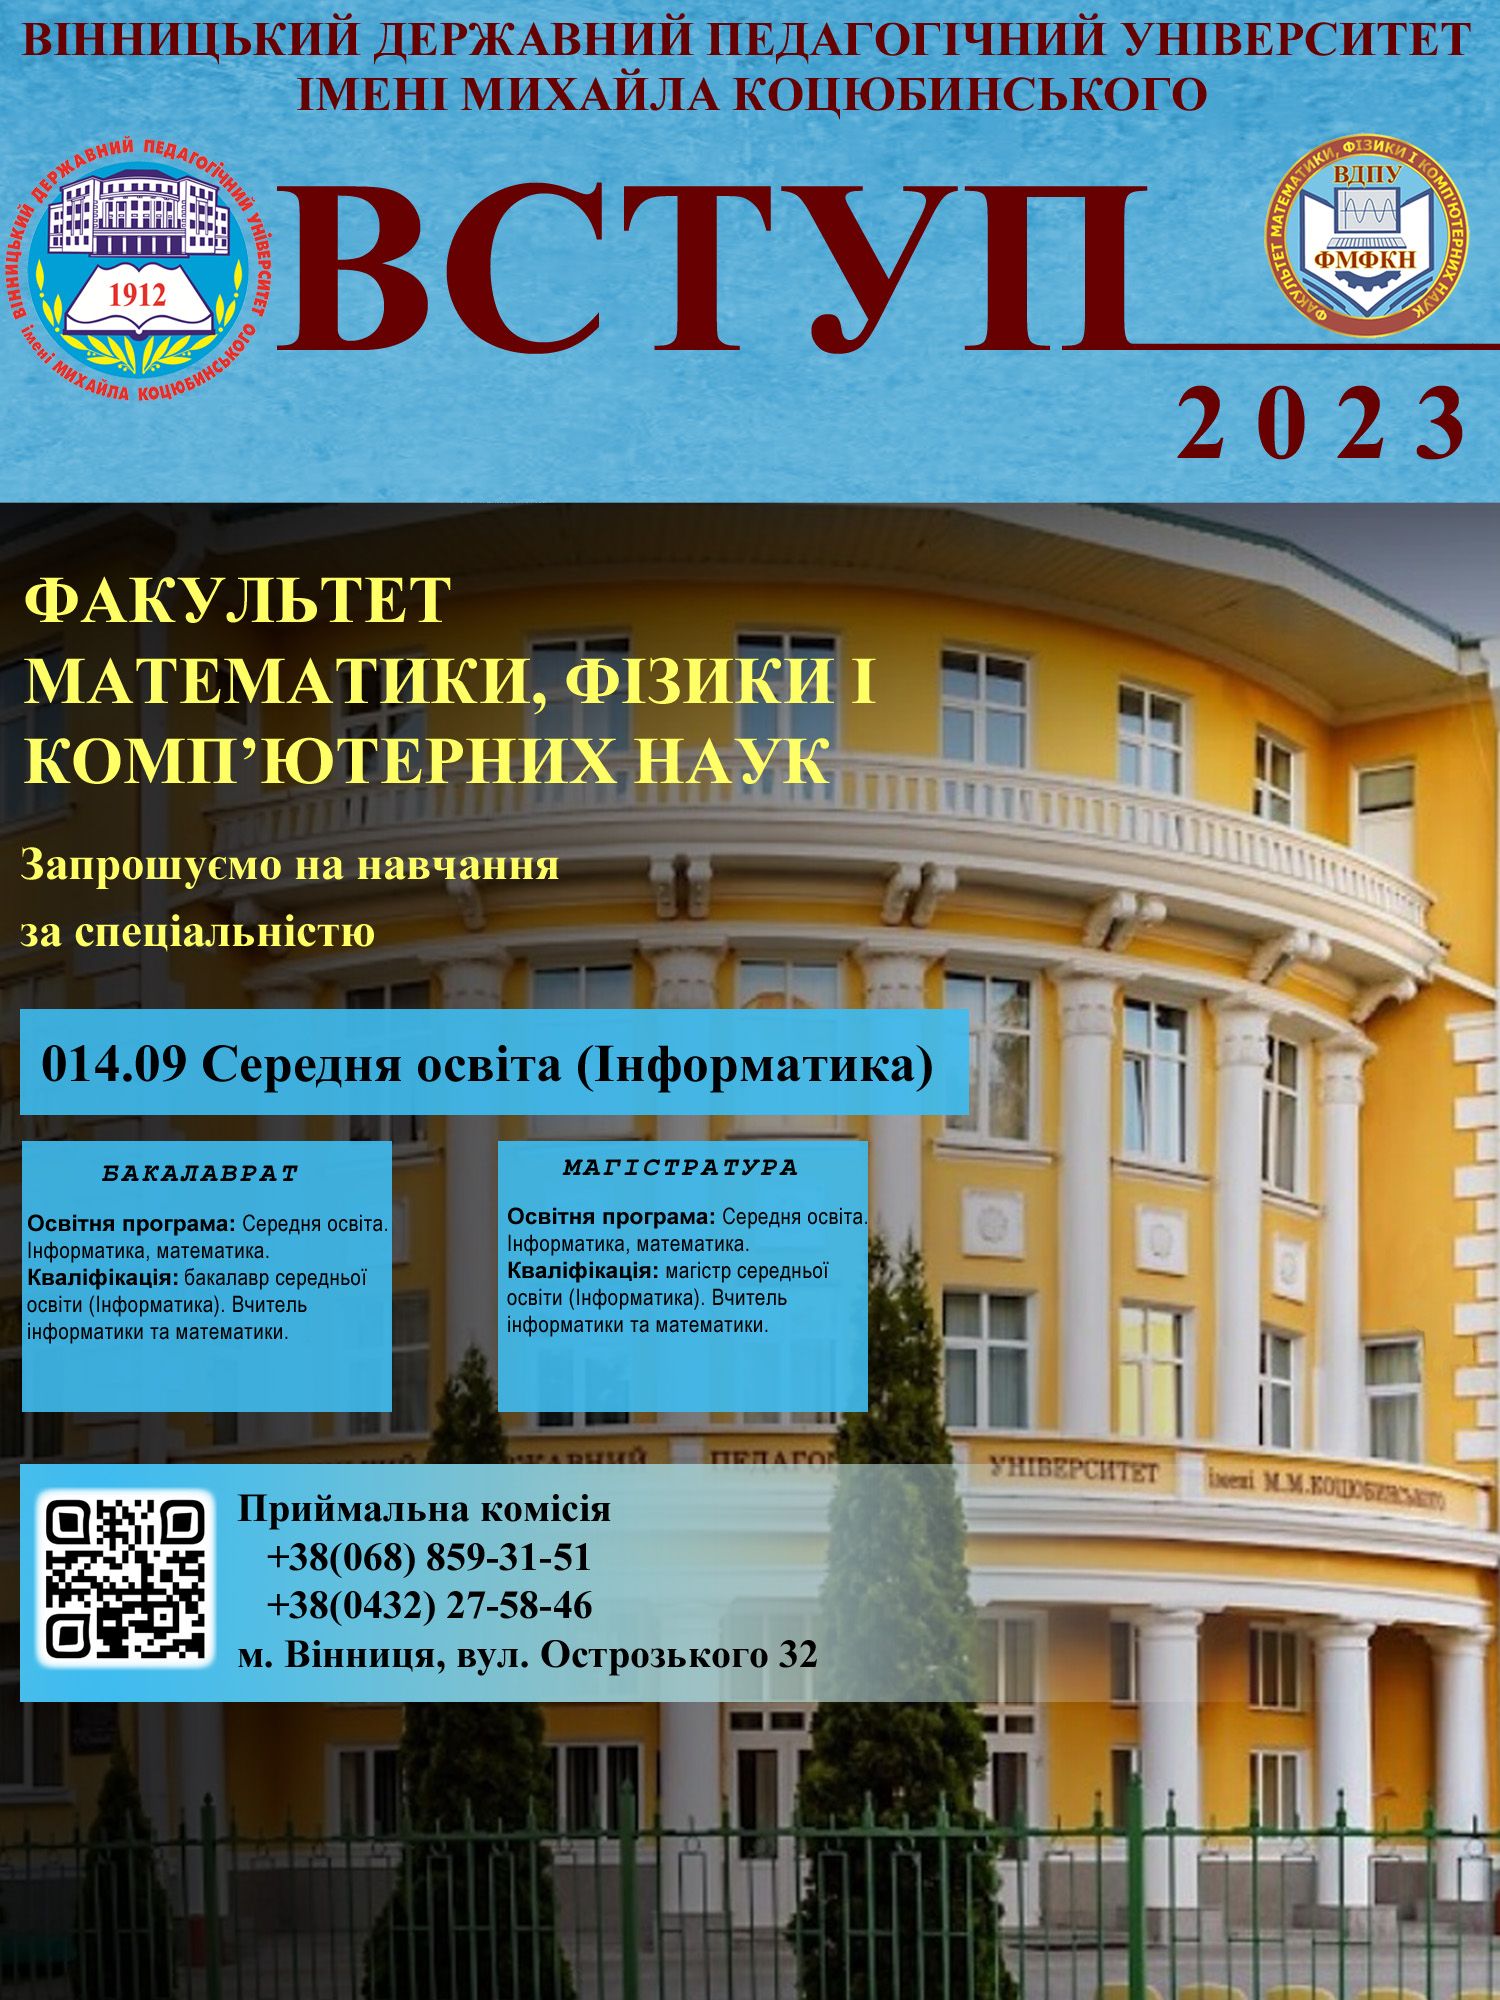 ВІННИЦЬКИЙ ДЕРЖАВНИЙ ПЕДАГОГІЧНИЙ УНІВЕРСИТЕТ
ІМЕНІ МИХАЙЛА КОЦЮБИНСЬКОГО
ВІННИЦЬКИЙ ДЕРЖАВНИЙ ПЕДАГОГІЧНИЙ УНІВЕРСИТЕТ
імені МИХАЙЛА КОЦЮБИНСЬКОГО
1912
ВСТУП
ФАКУЛЬТЕТ МАТЕМАТИКИ, ФІЗИКИ І КОМП'ЮТЕРНИХ НАУК
ВДПУ
ФМФКН
2023
ФАКУЛЬТЕТ
МАТЕМАТИКИ, ФІЗИКИ І
КОМП’ЮТЕРНИХ НАУК
Запрошуємо на навчання
за спеціальністю
014.09 Середня освіта (Інформатика)
БАКАЛАВРАТ
Освітня програма: Середня освіта.
Інформатика, математика.
Кваліфікація: бакалавр середньої
освіти (Інформатика). Вчитель
інформатики та математики.
МАГІСТРАТУРА
Освітня програма: Середня освіта.
Інформатика, математика.
Кваліфікація: магістр середньої
освіти (Інформатика). Вчитель
інформатики та математики.
УНІВЕРСИТЕТ імені М.М.КОЦЮБИНСЬКОГО
Приймальна комісія
+38(068) 859-31-51
+38(0432) 27-58-46
м. Вінниця, вул. Острозького 32